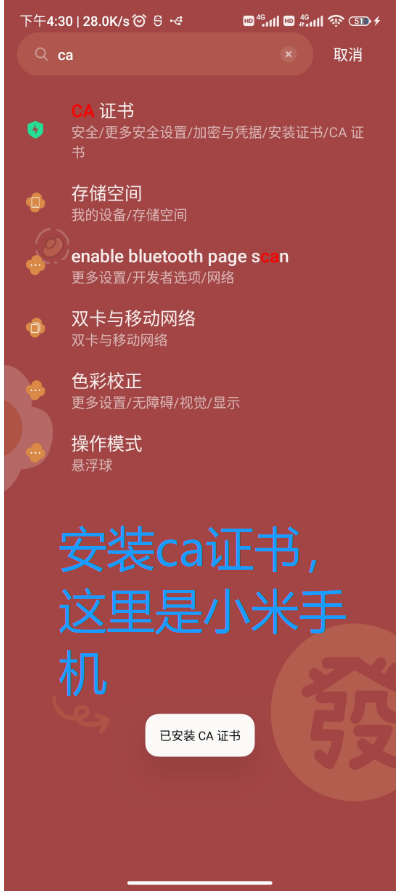 下午4:30 | 28.0K/s
HD 4G HD 4G 51
ca
取消
CA 证书
安全/更多安全设置/加密与凭据/安装证书/CA 证
书
存储空间
我的设备/存储空间
enable bluetooth page scan
更多设置/开发者选项/网络
双卡与移动网络
双卡与移动网络
色彩校正
更多设置/无障碍/视觉/显示
操作模式
悬浮球
安装ca证书，
这里是小米手
机
發
已安装 CA 证书